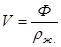 V = Ф / ρж.